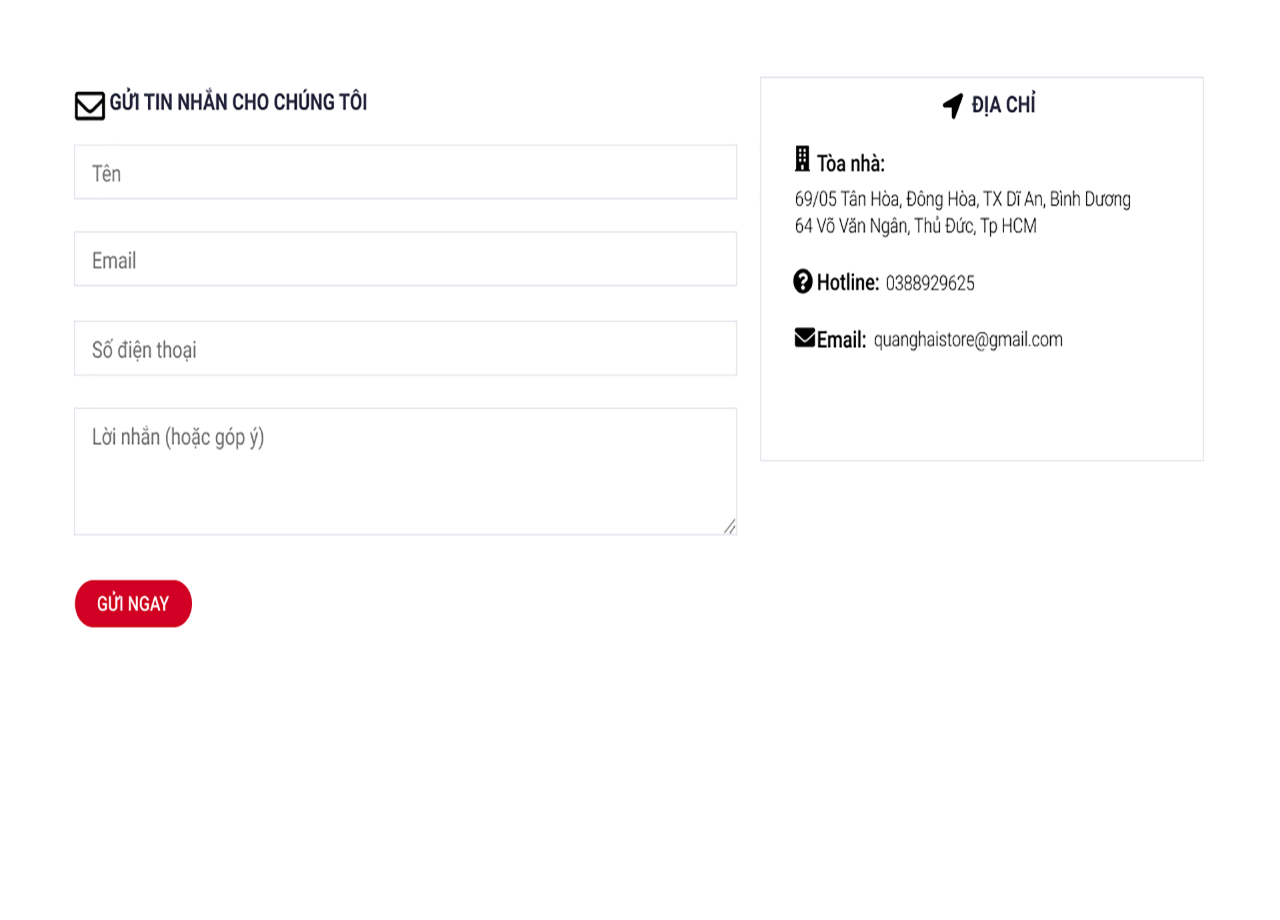 GỬI TIN NHẮN CHO CHÚNG TÔI
Tên
Email
Số điện thoại
Lời nhắn (hoặc góp ý)
GỬI NGAY
ĐỊA CHỈ
Tòa nhà:
69/05 Tân Hòa, Đông Hòa, TX Dĩ An, Bình Dương
64 Võ Văn Ngân, Thủ Đức, Tp HCM
Hotline: 0388929625
Email: quanghaistore@gmail.com